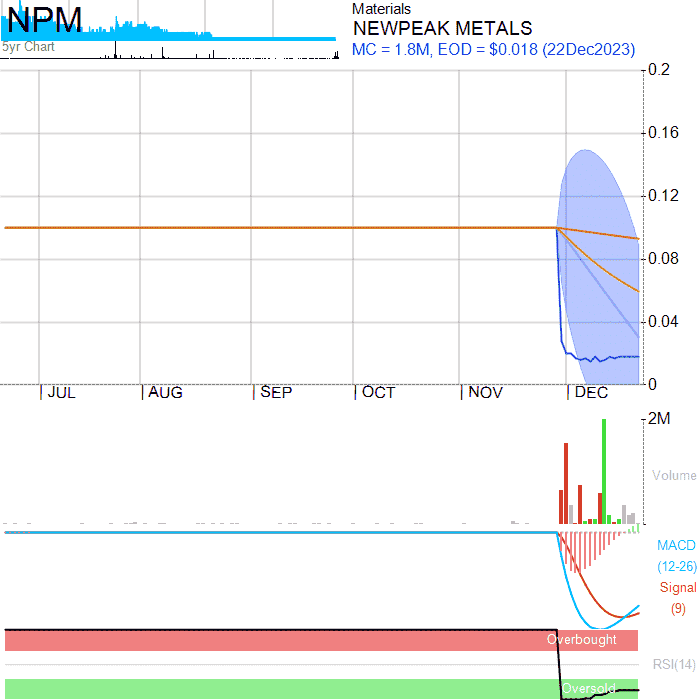 NPM
5yr Chart
Materials
NEWPEAK METALS
MC = 1.8M, EOD = $0.018 (22Dec2023)
0.2
0.16
0.12
0.08
0.04
0
JUL AUG SEP OCT NOV DEC
2M
Volume
MACD
(12-26)
Signal
(9)
Overbought
RSI(14)
Oversold